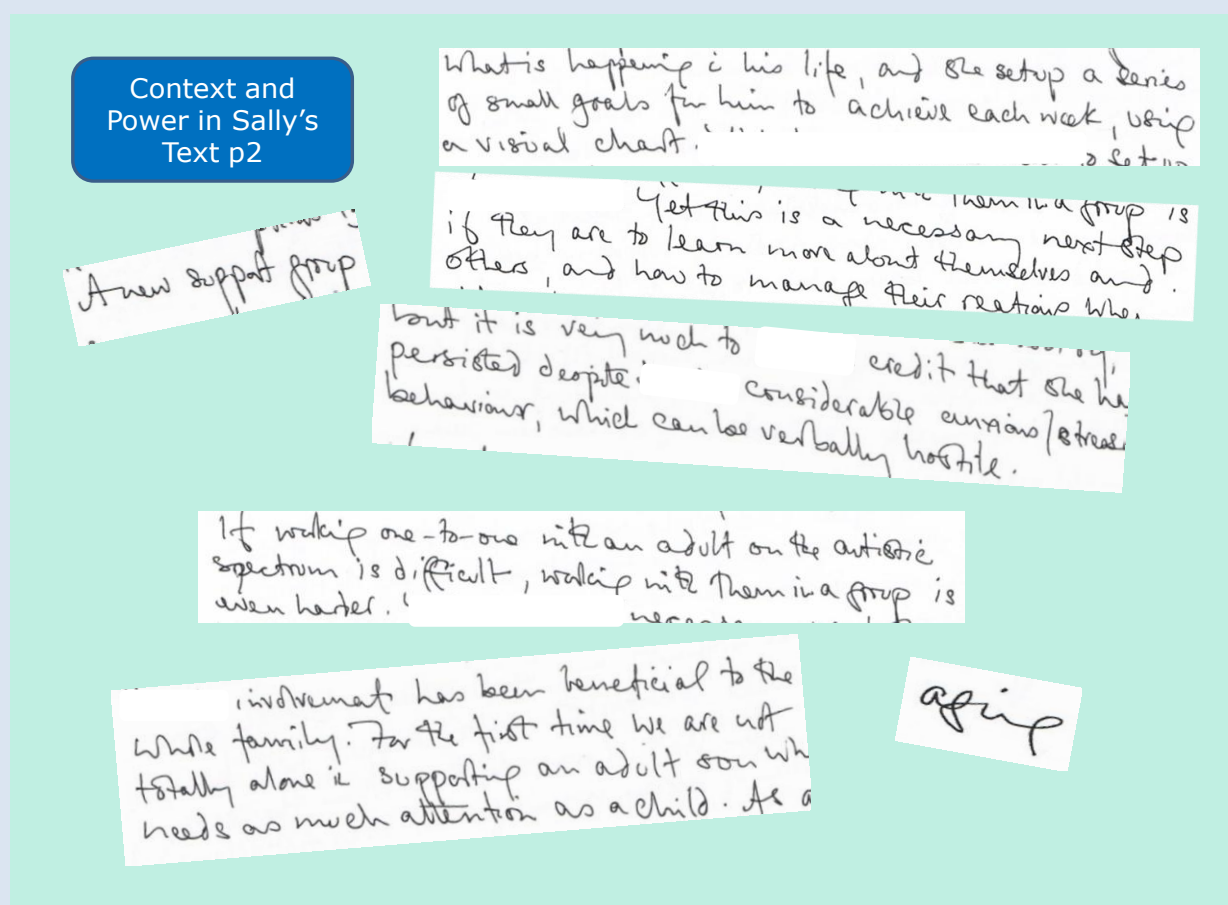 Context and
Power in Sally's
Text p2
what is happening i his life, and she setup a series
of small goals for him to achieve each week, using
a visual chart.
A new support group
them in a group is
Yet this is a necessary next step
if they are to learn more about themselves and
others, and how to manage their
but it is very much to credit that she ha
persisted despite considerable anxious/stress
behaviour, which can be verbally hostile.
If working one-to-one with an adult on the autistic
spectrum is difficult, working with them in a group is
even harder.
involvement has been beneficial to the
whole family. For the first time we are not
totally alone in supporting an adult son wh
needs as much attention as a child. As a
aging